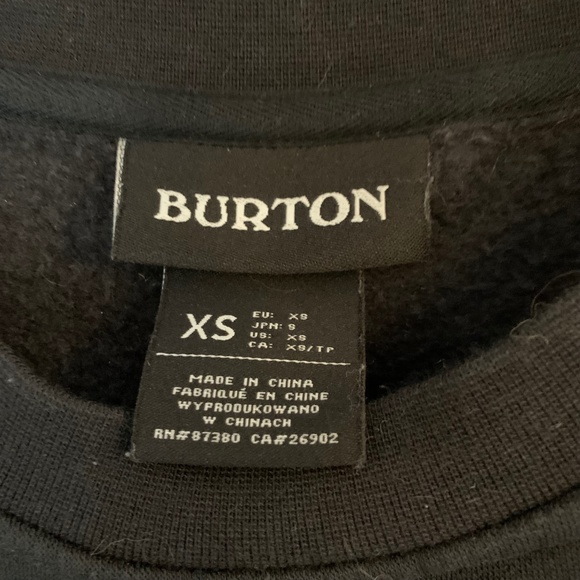 BURTON
XS
EU: XS
JPN: S
US: XS
CA: XS/TP
MADE IN CHINA
FABRIQUÉ EN CHINE
WYPRODUKOWANO
W CHINACH
RN#87380 CA#26902